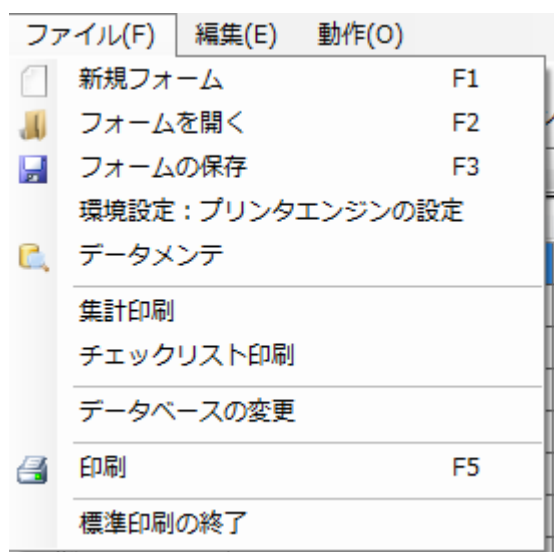 ファイル(F) 編集(E) 動作(O)
新規フォーム F1
フォームを開く F2
フォームの保存 F3
環境設定：プリンタエンジンの設定
データメンテ
集計印刷
チェックリスト印刷
データベースの変更
印刷 F5
標準印刷の終了